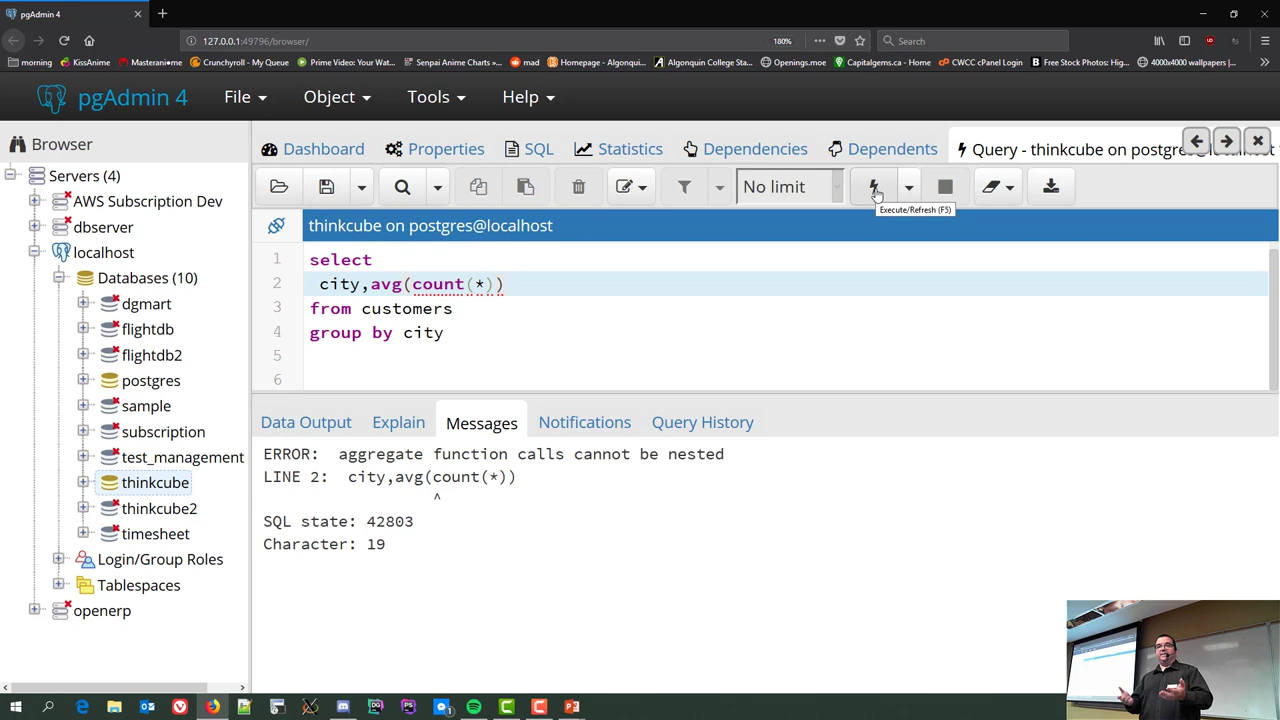 pgAdmin 4
127.0.0.1:49796/browser/
180%
Search
morning
KissAnime
Masterani•me
Crunchyroll - My Queue
Prime Video: Your Wat...
Senpai Anime Charts ...
mad
Homepage - Algonqui...
Algonquin College Sta...
Openings.moe
Capitalgems.ca - Home
CWCC cPanel Login
Free Stock Photos: Hig...
4000x4000 wallpapers |...
pgAdmin 4
File
Object
Tools
Help
Browser
Dashboard
Properties
SQL
Statistics
Dependencies
Dependents
Query - thinkcube on postgres@localhost
No limit
Execute/Refresh (F5)
Servers (4)
AWS Subscription Dev
dbserver
localhost
Databases (10)
dgmart
flightdb
flightdb2
postgres
sample
subscription
test_management
thinkcube
thinkcube2
timesheet
Login/Group Roles
Tablespaces
openerp
thinkcube on postgres@localhost
1 select
2 city,avg(count(*))
3 from customers
4 group by city
5
6
Data Output
Explain
Messages
Notifications
Query History
ERROR: aggregate function calls cannot be nested
LINE 2: city,avg(count(*))
^
SQL state: 42803
Character: 19